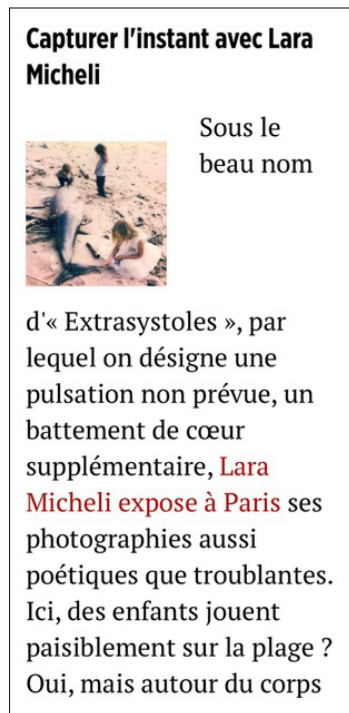 Capturer l'instant avec Lara
Micheli
Sous le
beau nom
d'« Extrasystoles », par
lequel on désigne une
pulsation non prévue, un
battement de cœur
supplémentaire, Lara
Micheli expose à Paris ses
photographies aussi
poétiques que troublantes.
Ici, des enfants jouent
paisiblement sur la plage ?
Oui, mais autour du corps